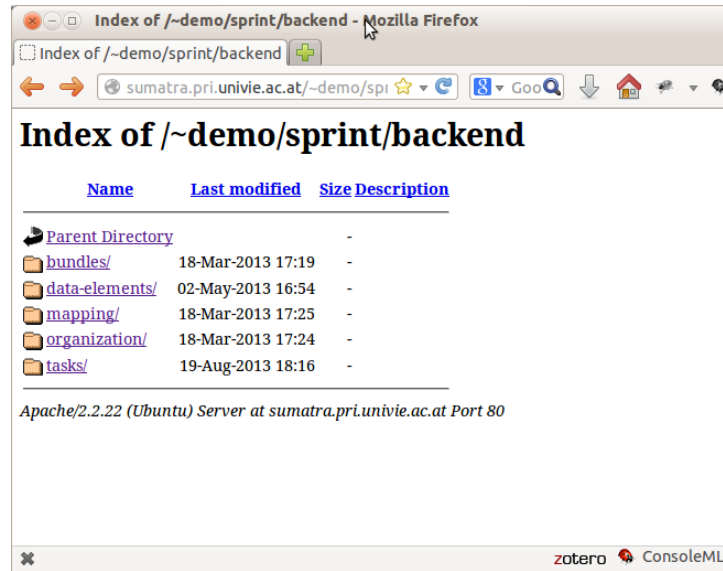 Index of /~demo/sprint/backend - Mozilla Firefox
Index of /~demo/sprint/backend
sumatra.pri.univie.ac.at/~demo/spr Goo
Index of /~demo/sprint/backend
Name Last modified Size Description
Parent Directory -
bundles/ 18-Mar-2013 17:19 -
data-elements/ 02-May-2013 16:54 -
mapping/ 18-Mar-2013 17:25 -
organization/ 18-Mar-2013 17:24 -
tasks/ 19-Aug-2013 18:16 -
Apache/2.2.22 (Ubuntu) Server at sumatra.pri.univie.ac.at Port 80
zotero ConsoleML